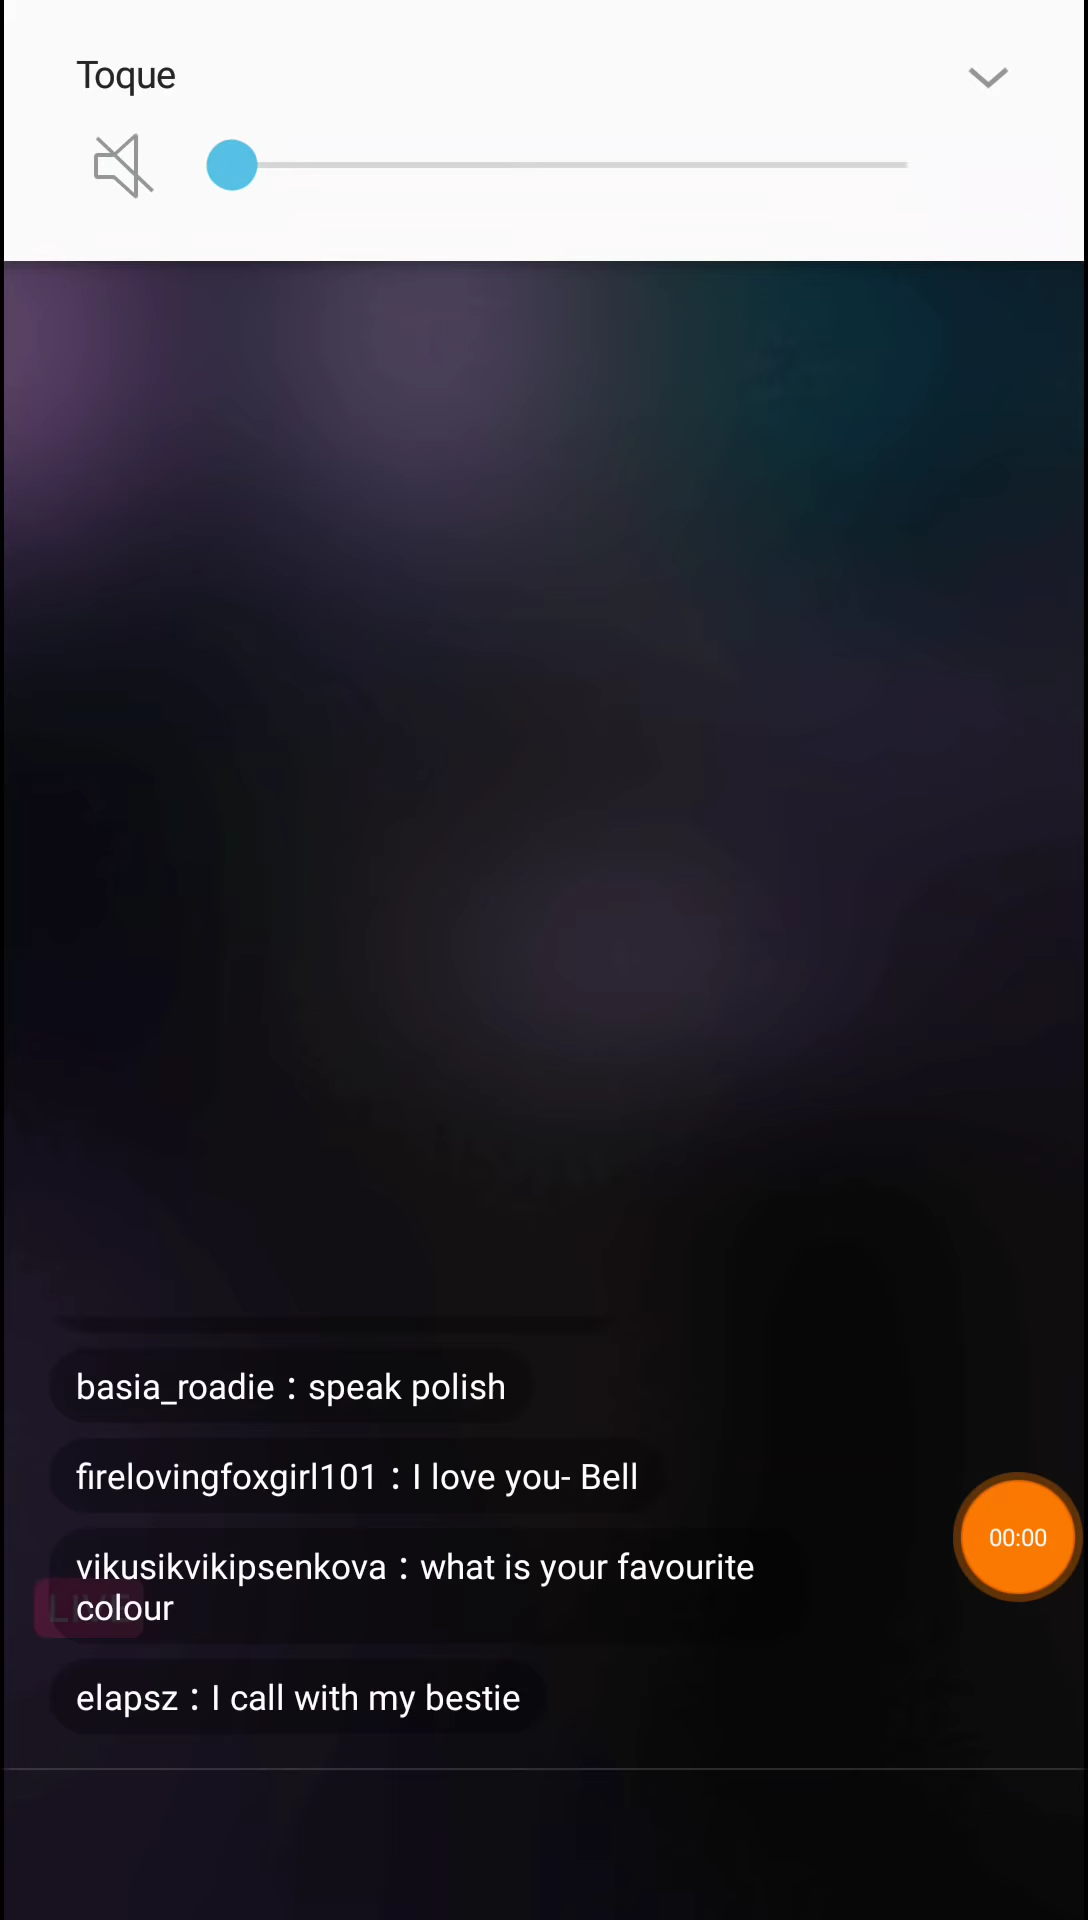 Toque
basia_roadie : speak polish
firelovingfoxgirl101 : I love you- Bell
00:00
vikusikvikipsenkova : what is your favourite
colour
elapsz : I call with my bestie